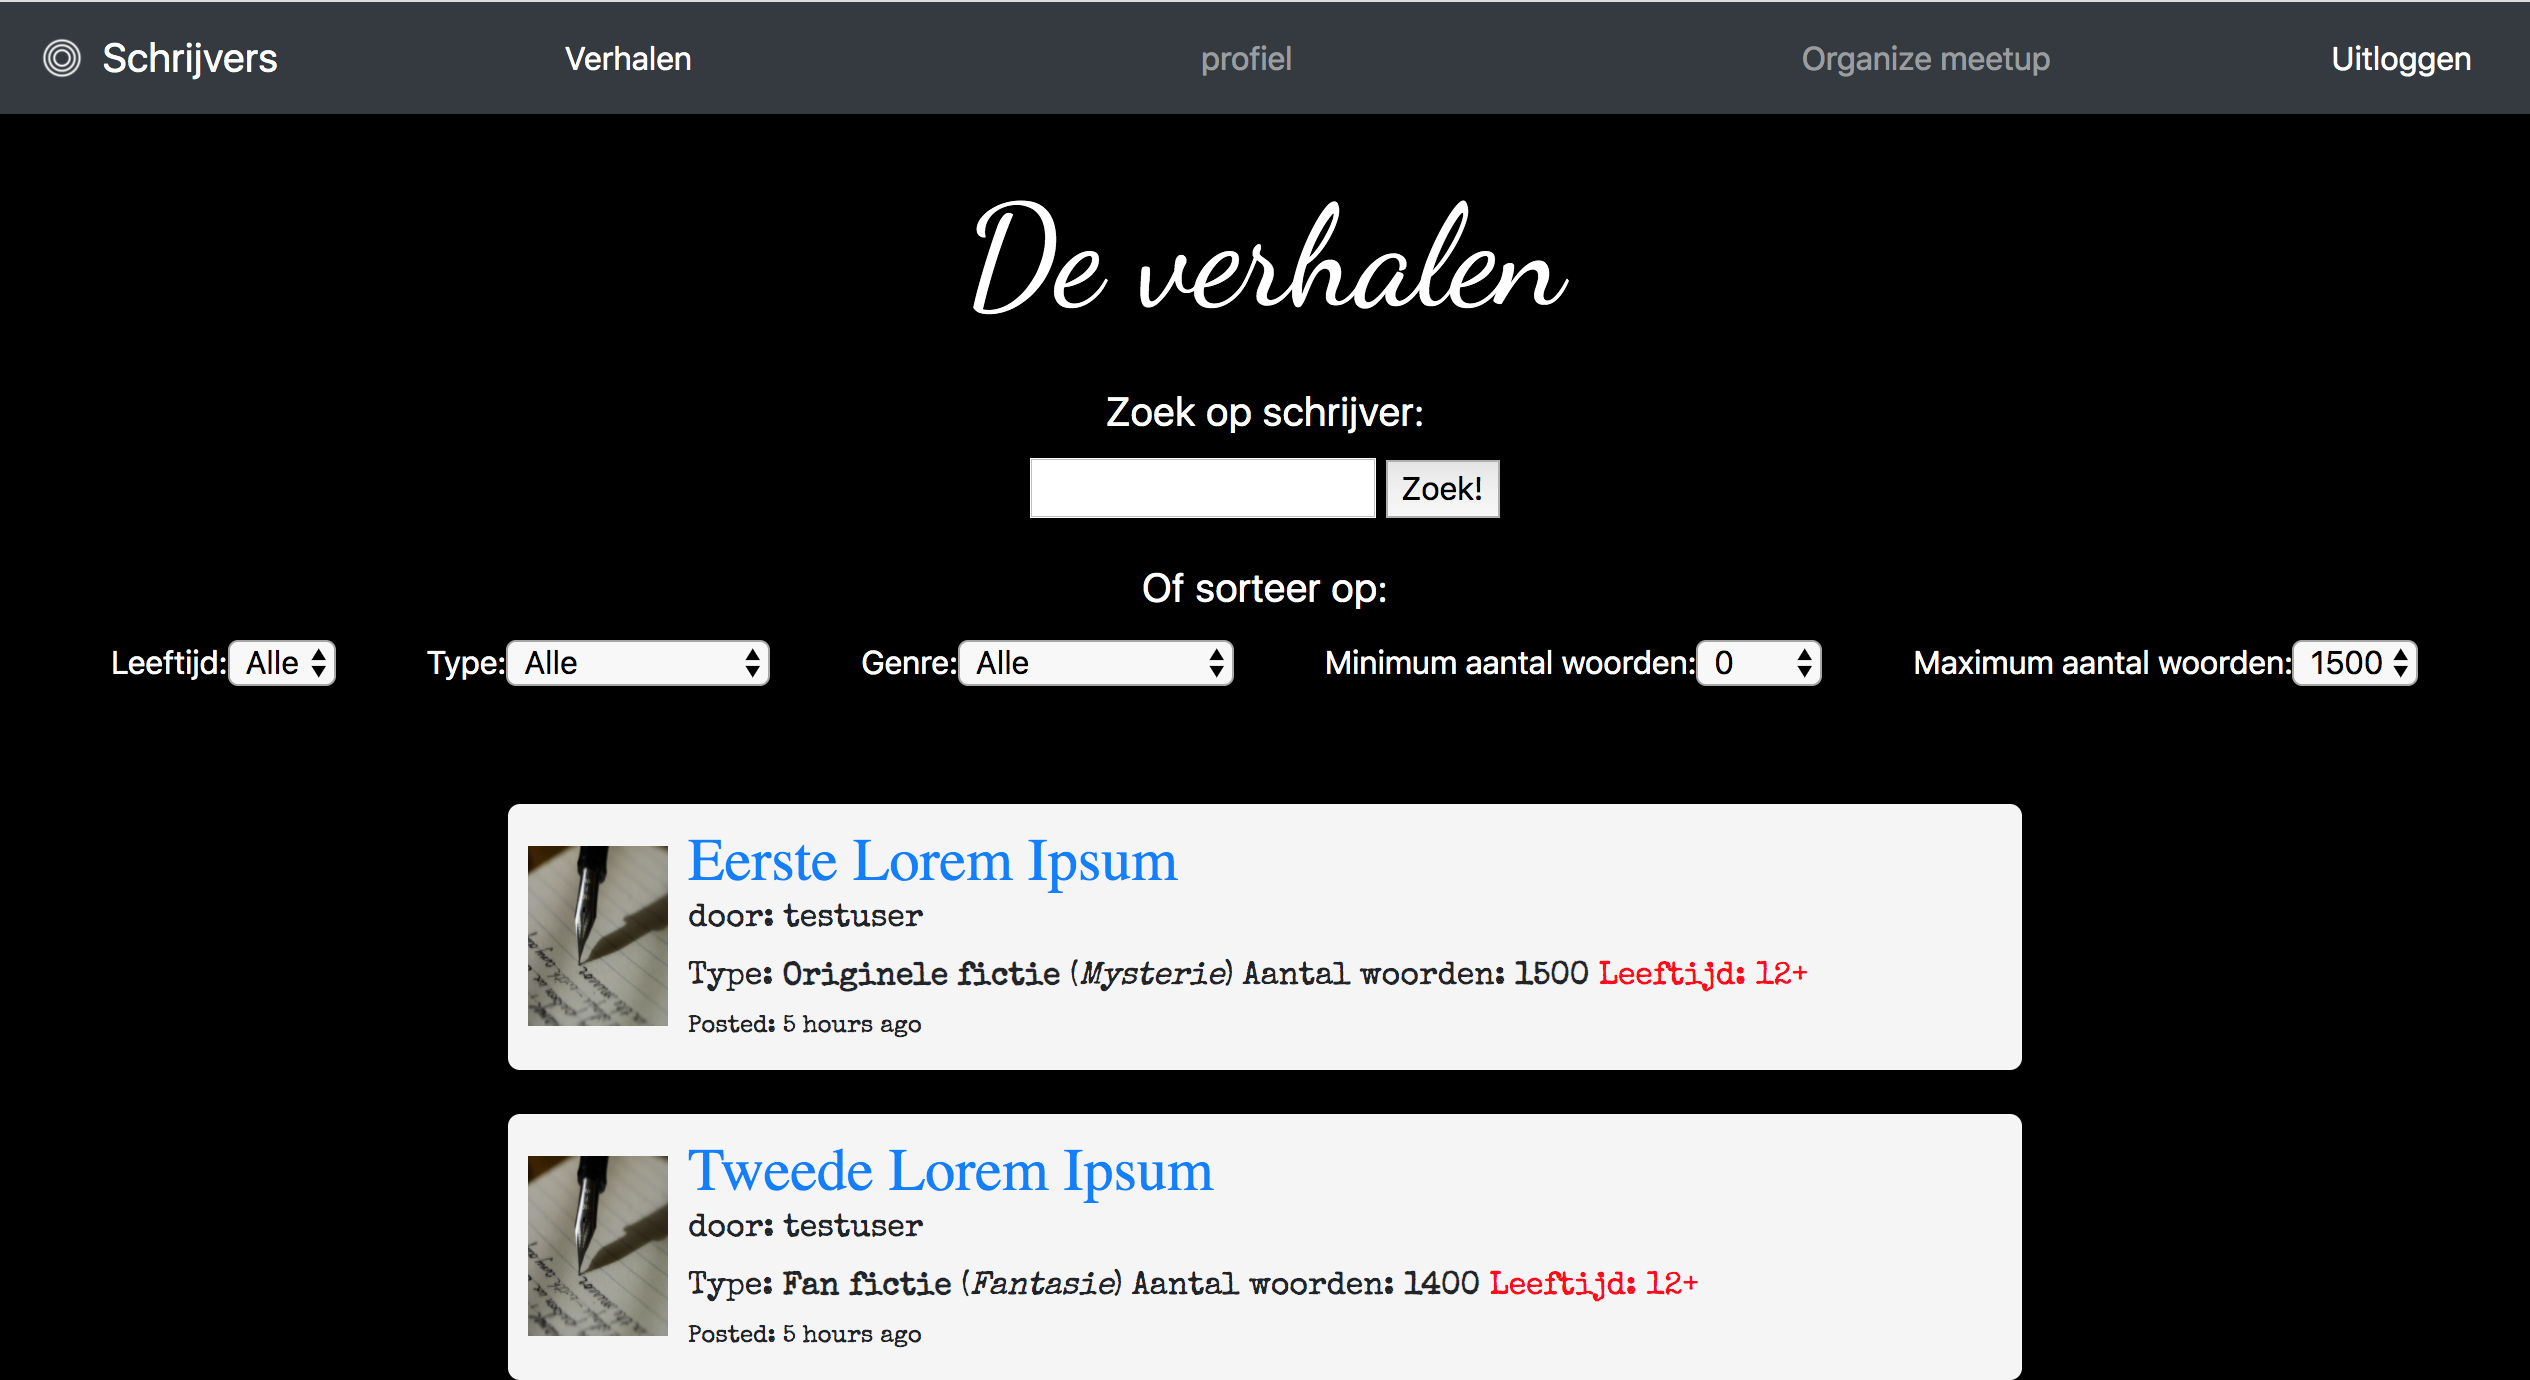 Schrijvers Verhalen profiel Organize meetup Uitloggen
De verhalen
Zoek op schrijver:
Zoek!
Of sorteer op:
Leeftijd: Alle Type: Alle Genre: Alle Minimum aantal woorden: 0 Maximum aantal woorden: 1500
Eerste Lorem Ipsum
door: testuser
Type: Originele fictie (Mysterie) Aantal woorden: 1500 Leeftijd: 12+
Posted: 5 hours ago
Tweede Lorem Ipsum
door: testuser
Type: Fan fictie (Fantasie) Aantal woorden: 1400 Leeftijd: 12+
Posted: 5 hours ago